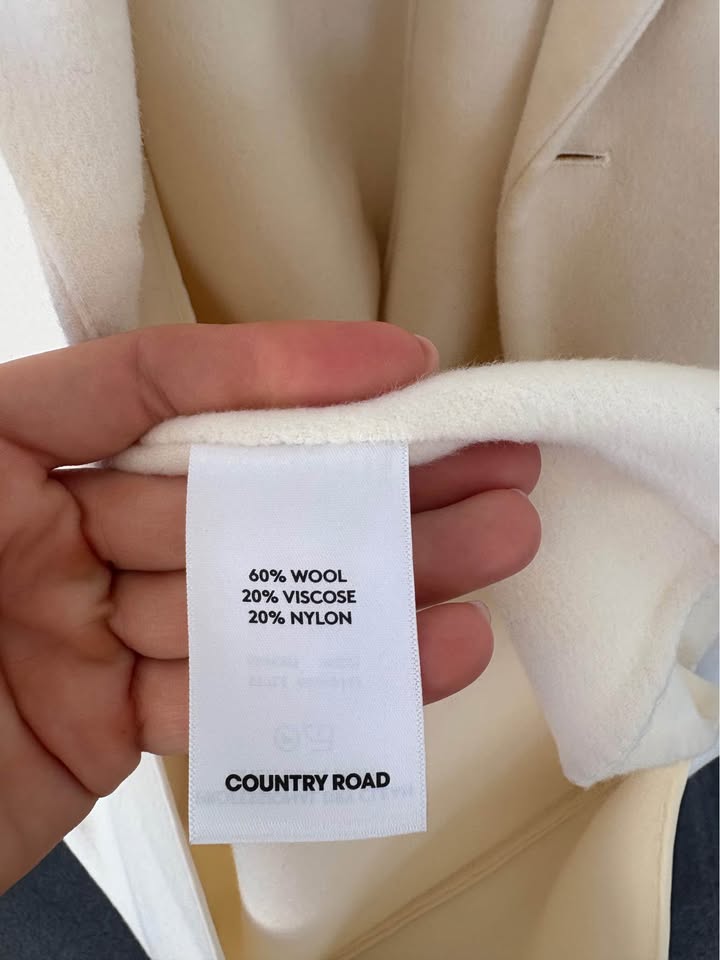 60% WOOL
20% VISCOSE
20% NYLON
COUNTRY ROAD